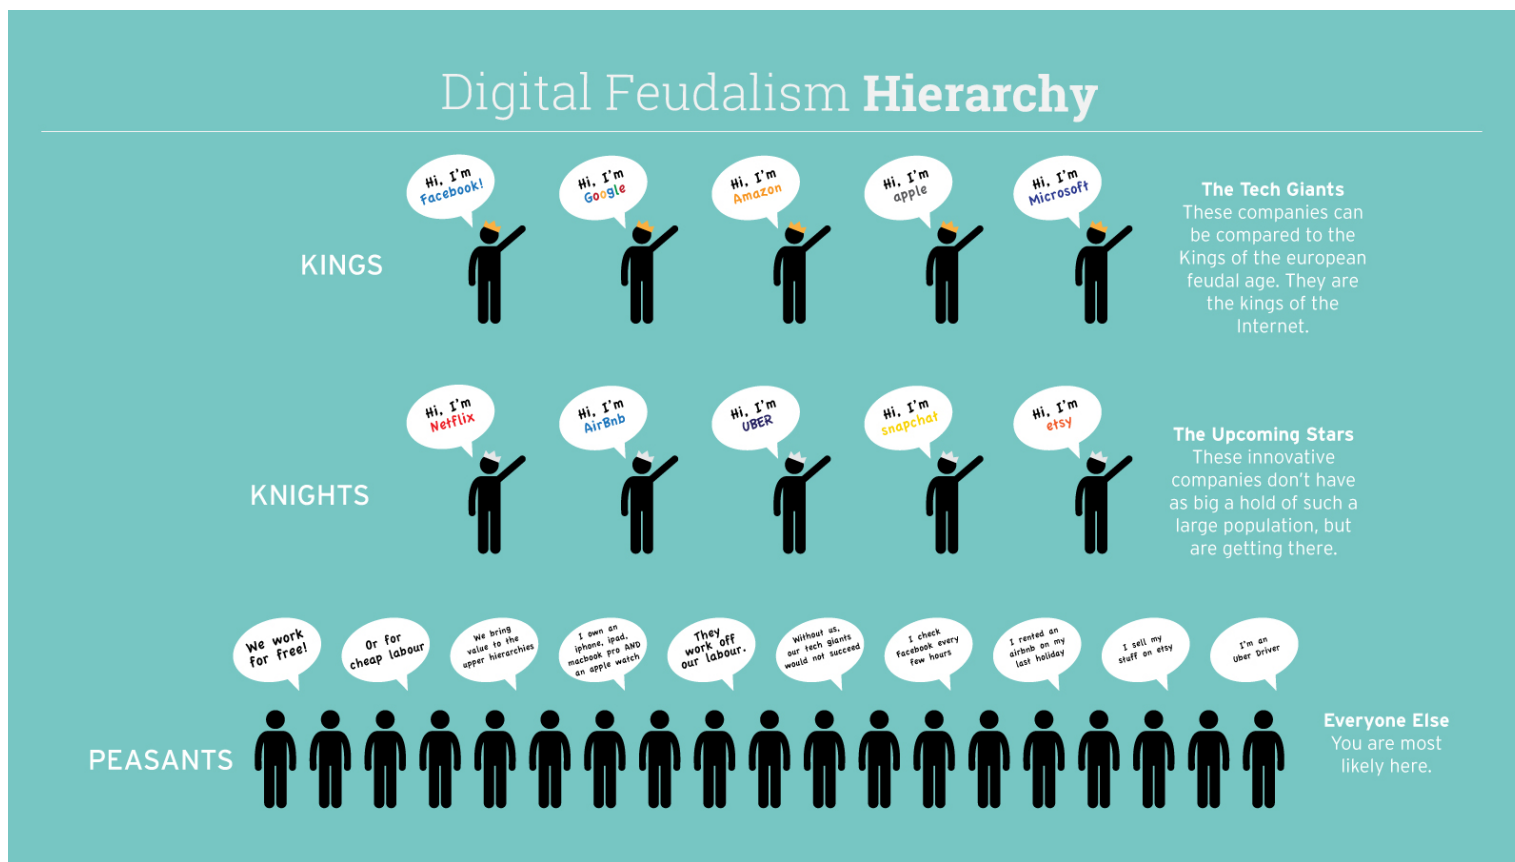 Digital Feudalism Hierarchy
Hi, I'm
Facebook!
Hi, I'm
Google
Hi, I'm
Amazon
Hi, I'm
apple
Hi, I'm
Microsoft
KINGS
The Tech Giants
These companies can
be compared to the
Kings of the european
feudal age. They are
the kings of the
Internet.
Hi, I'm
Netflix
Hi, I'm
AirBnb
Hi, I'm
UBER
Hi, I'm
snapchat
Hi, I'm
etsy
KNIGHTS
The Upcoming Stars
These innovative
companies don't have
as big a hold of such a
large population, but
are getting there.
We work
for free!
Or for
cheap labour
We bring
value to the
upper hierarchies
I own an
iphone, ipad,
macbook pro AND
an apple watch
They
work off
our labour.
Without us,
our tech giants
would not succeed
I check
Facebook every
few hours
I rented an
airbnb on my
last holiday
I sell my
stuff on etsy
I'm an
Uber Driver
PEASANTS
Everyone Else
You are most
likely here.